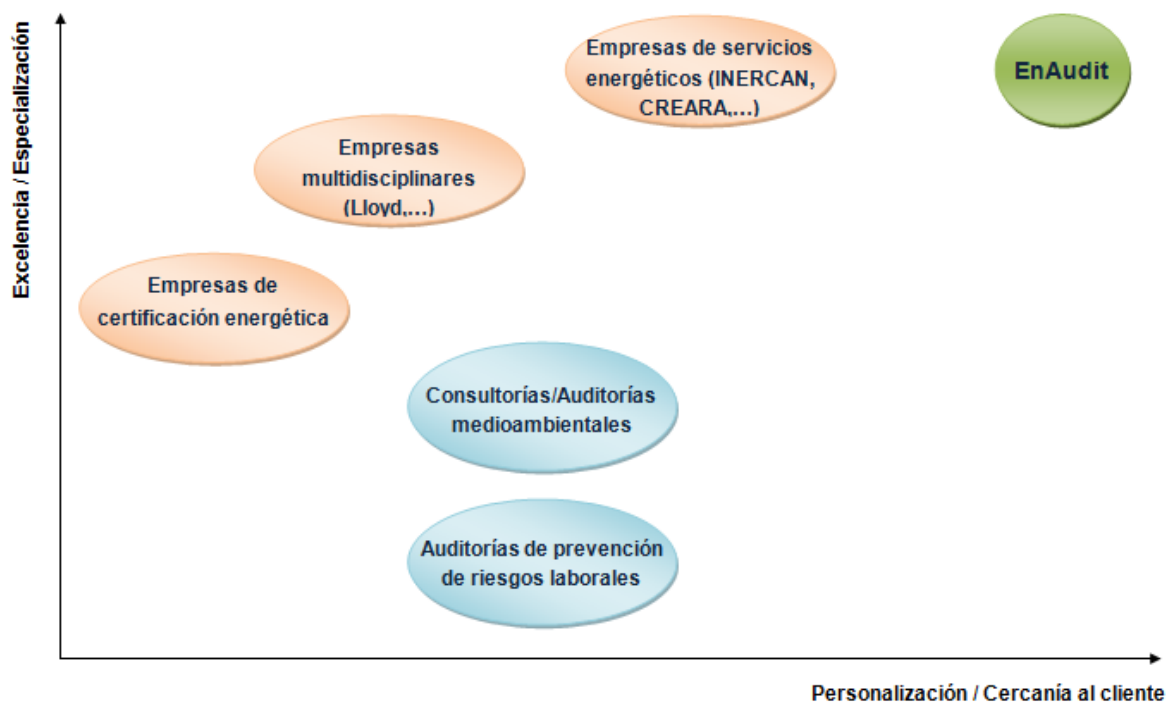 Excelencia / Especialización
Empresas de servicios
energéticos (INERCAN,
CREARA,...)
EnAudit
Empresas
multidisciplinares
(Lloyd,...)
Empresas de
certificación energética
Consultorías/Auditorías
medioambientales
Auditorías de prevención
de riesgos laborales
Personalización / Cercanía al cliente